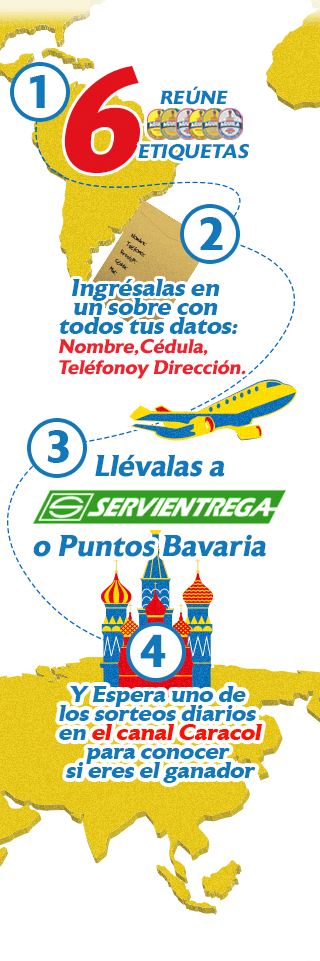 1
6 REÚNE
ETIQUETAS
2
Ingrésalas en
un sobre con
todos tus datos:
Nombre,Cédula,
Teléfonoy Dirección.
3
Llévalas a
SERVIENTREGA
o Puntos Bavaria
4
Y Espera uno de
los sorteos diarios
en el canal Caracol
para conocer
si eres el ganador